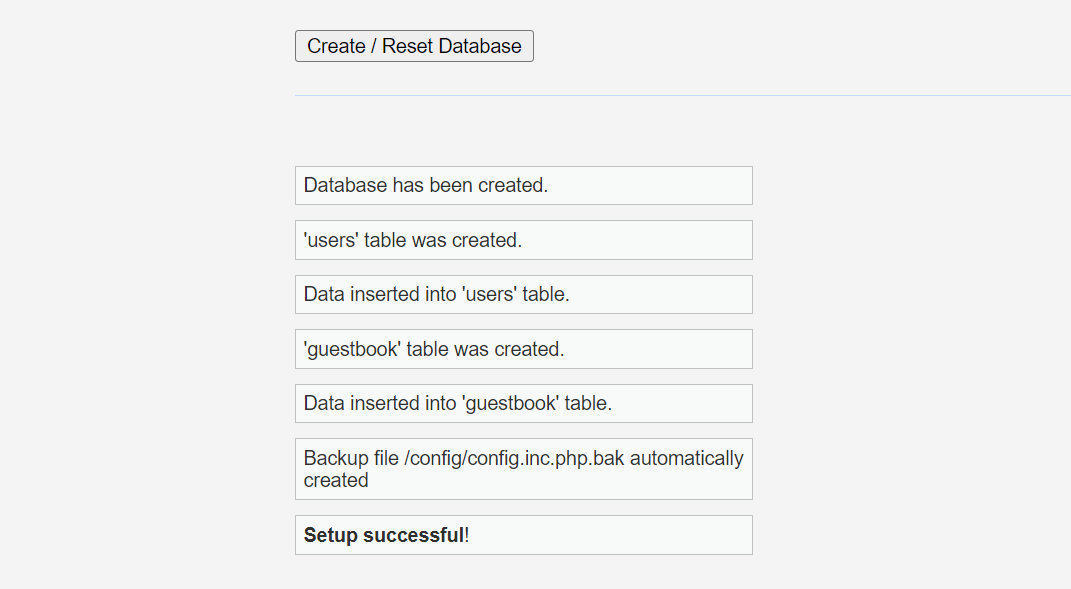 Create / Reset Database
Database has been created.
'users' table was created.
Data inserted into 'users' table.
'guestbook' table was created.
Data inserted into 'guestbook' table.
Backup file /config/config.inc.php.bak automatically
created
Setup successful!